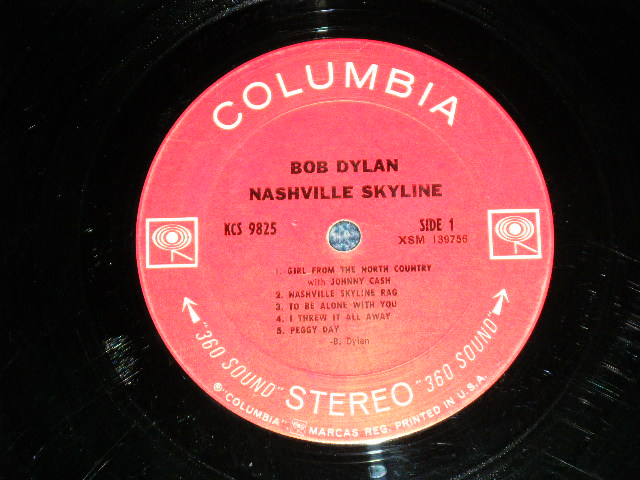 COLUMBIA
BOB DYLAN
NASHVILLE SKYLINE
KCS 9825
SIDE 1
XSM 139756
1. GIRL FROM THE NORTH COUNTRY
with JOHNNY CASH
2. NASHVILLE SKYLINE RAG
3. TO BE ALONE WITH YOU
4. I THREW IT ALL AWAY
5. PEGGY DAY
-B. Dylan
"360 SOUND" STEREO "360 SOUND"
℗"COLUMBIA" MARCAS REG. PRINTED IN U.S.A.